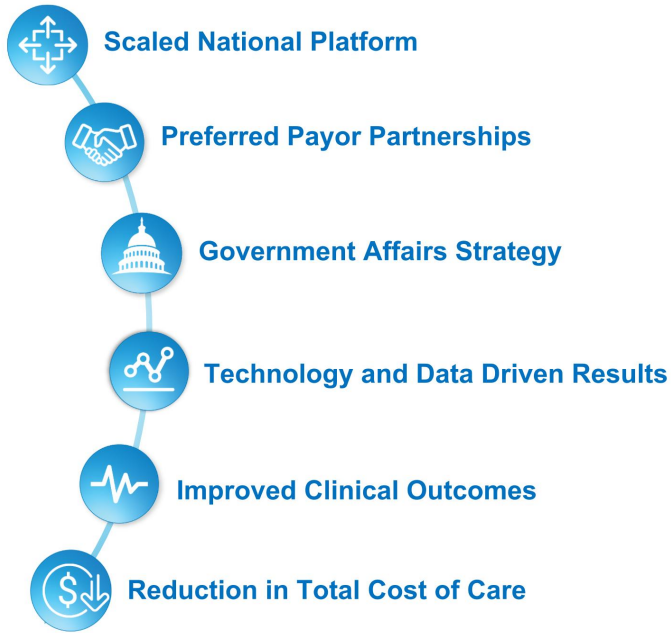 Scaled National Platform
Preferred Payor Partnerships
Government Affairs Strategy
Technology and Data Driven Results
Improved Clinical Outcomes
$
Reduction in Total Cost of Care